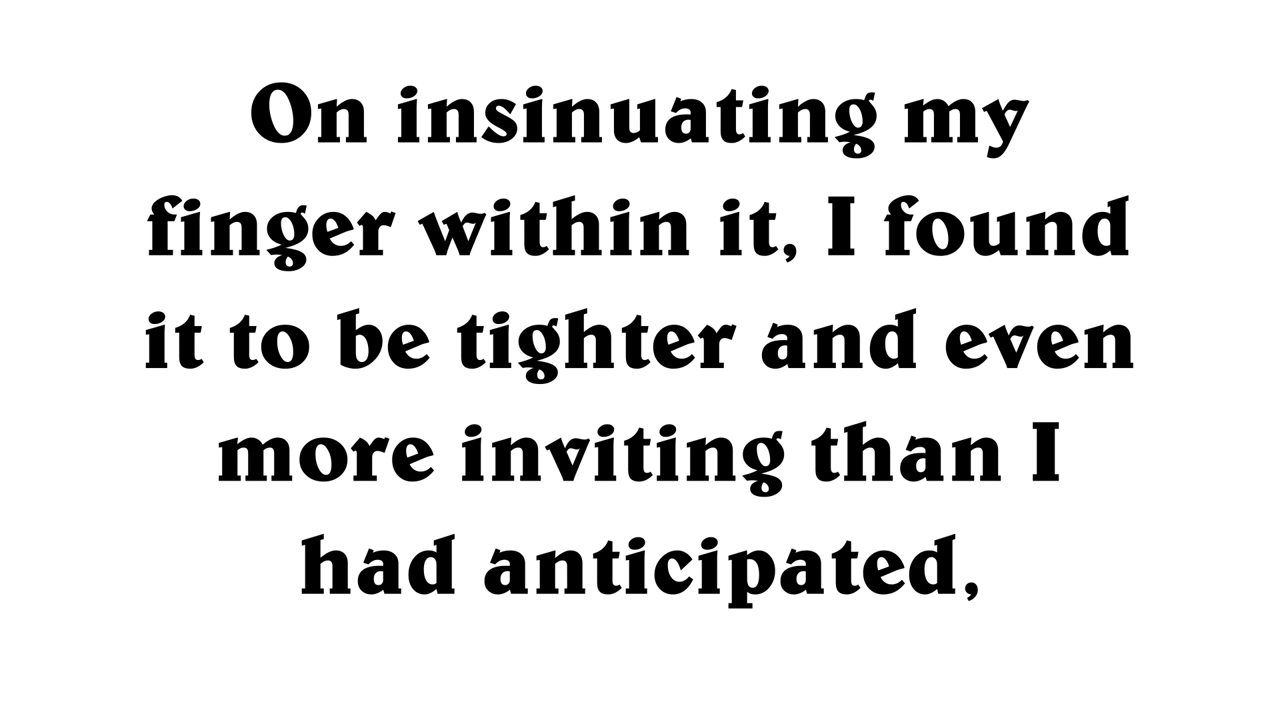 On insinuating my
finger within it, I found
it to be tighter and even
more inviting than I
had anticipated,